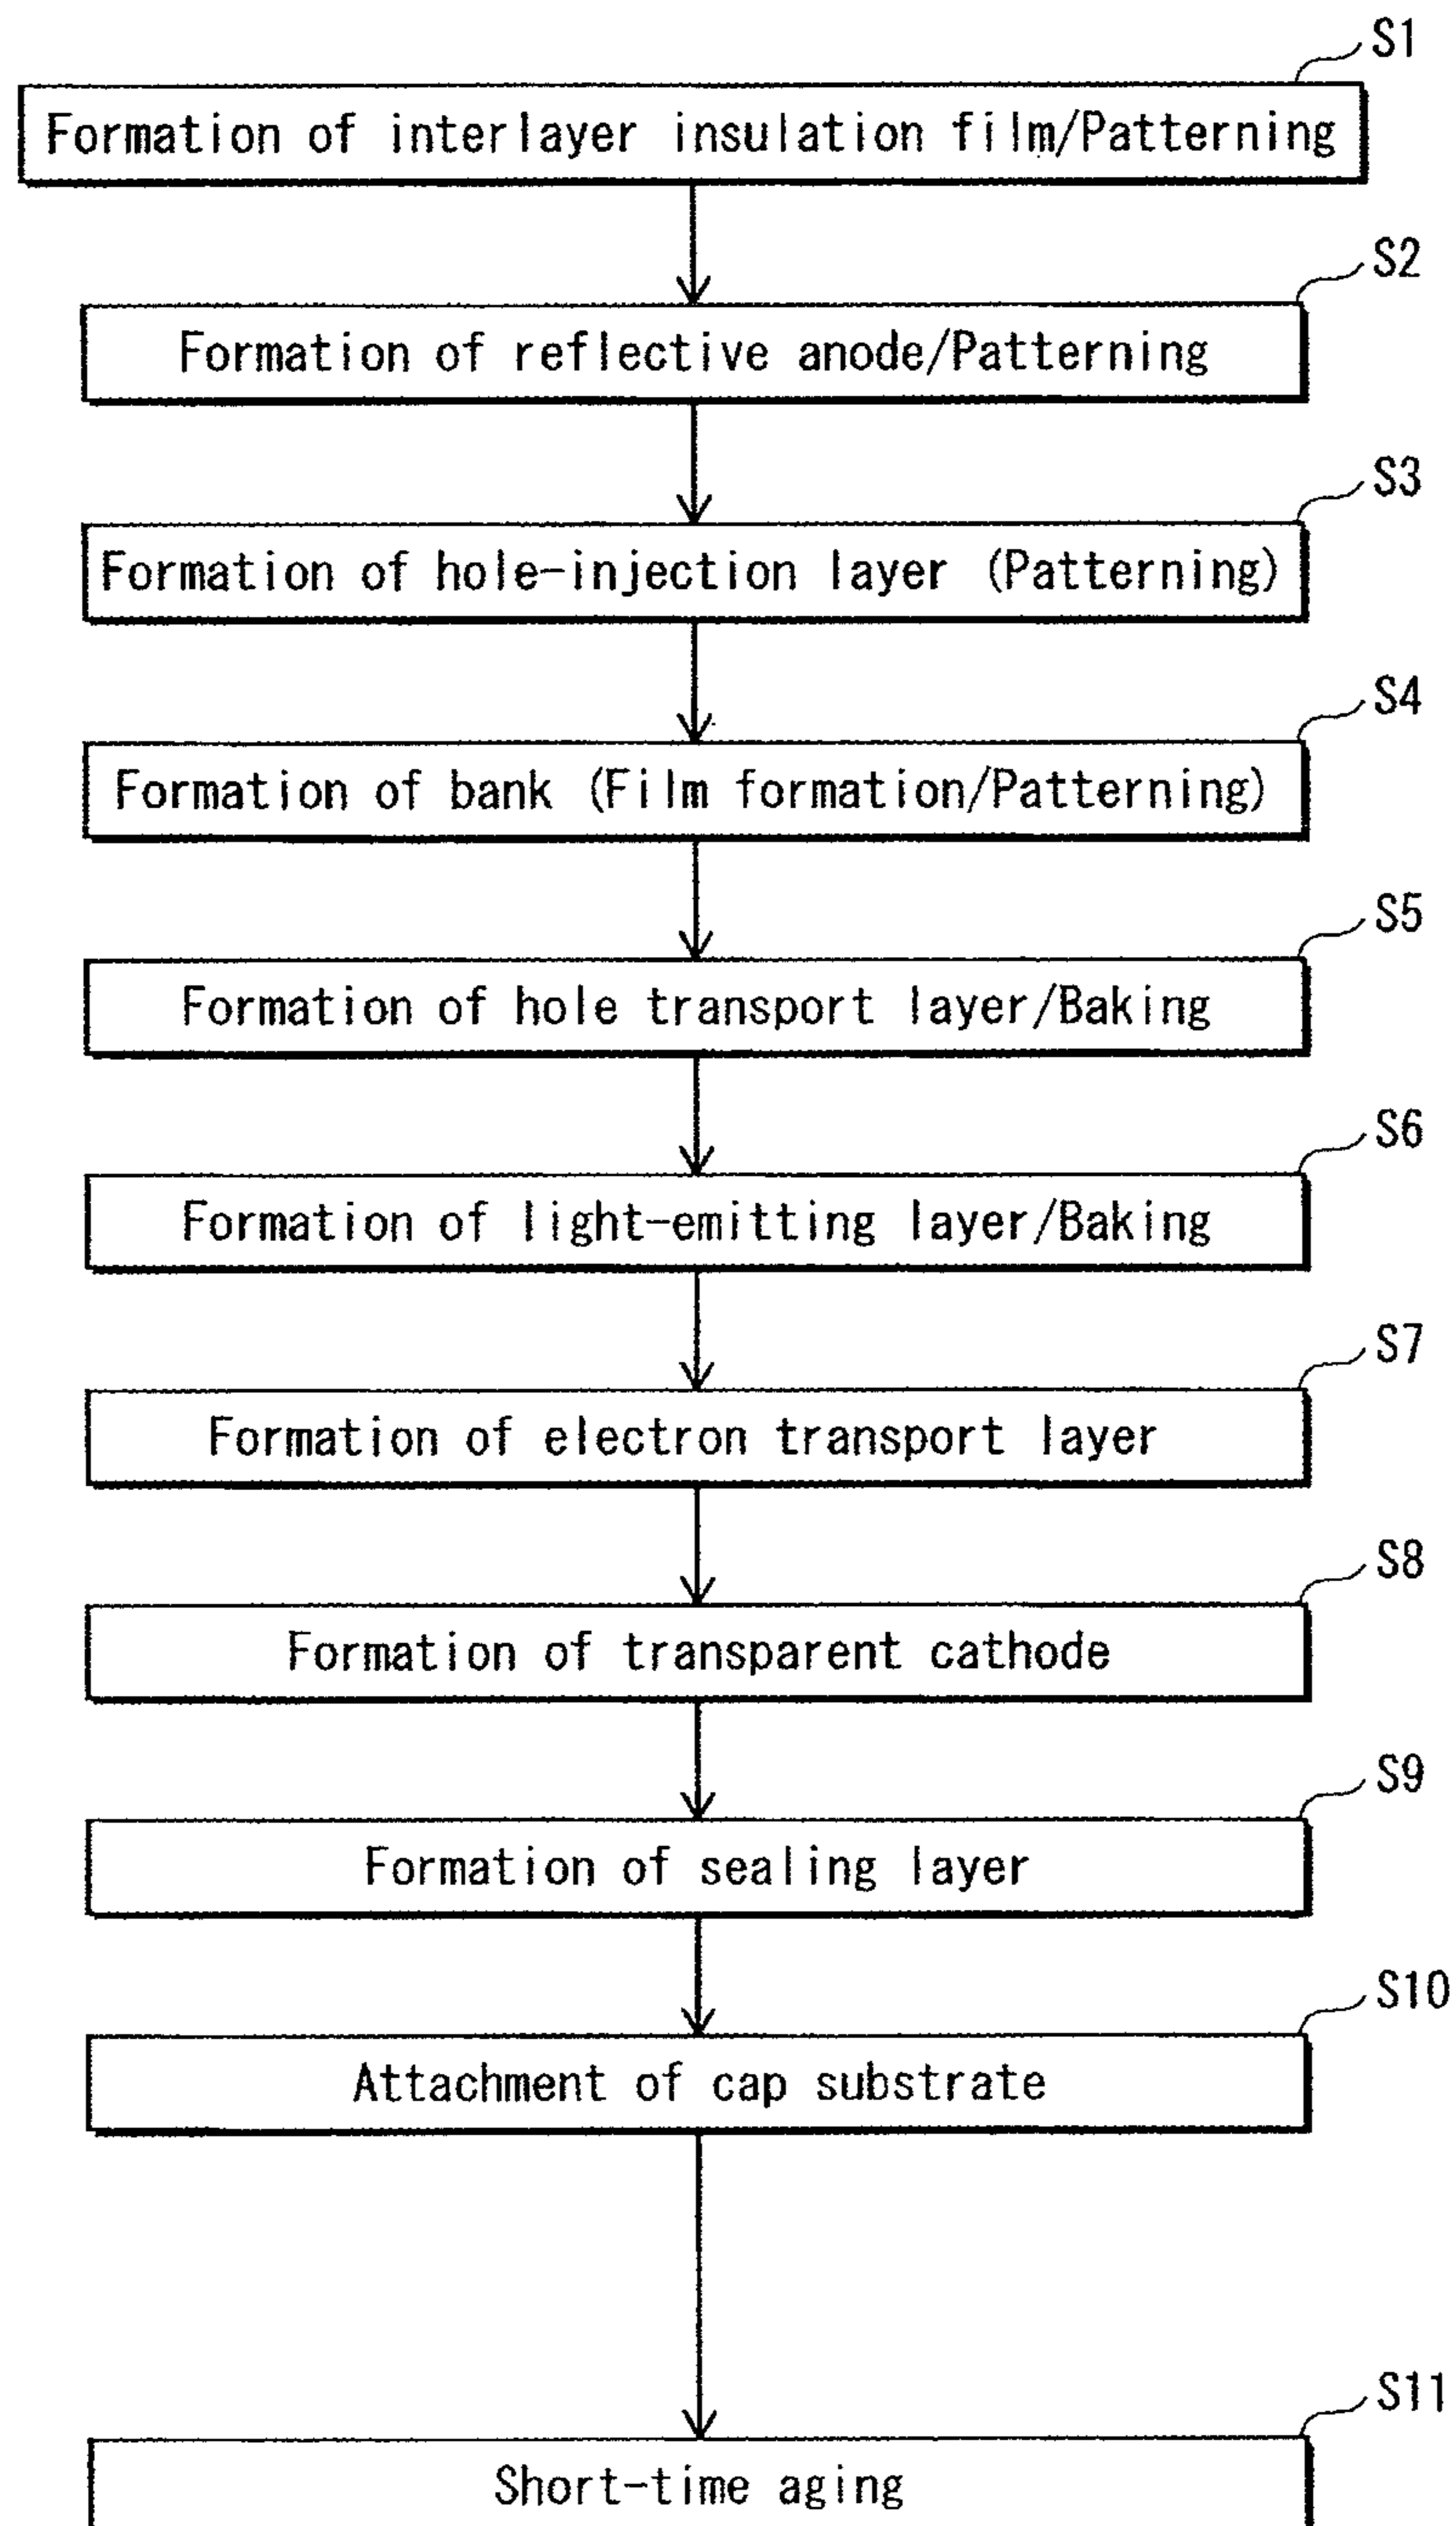 S1
Formation of interlayer insulation film/Patterning
S2
Formation of reflective anode/Patterning
S3
Formation of hole-injection layer (Patterning)
S4
Formation of bank (Film formation/Patterning)
S5
Formation of hole transport layer/Baking
S6
Formation of light-emitting layer/Baking
S7
Formation of electron transport layer
S8
Formation of transparent cathode
S9
Formation of sealing layer
S10
Attachment of cap substrate
S11
Short-time aging